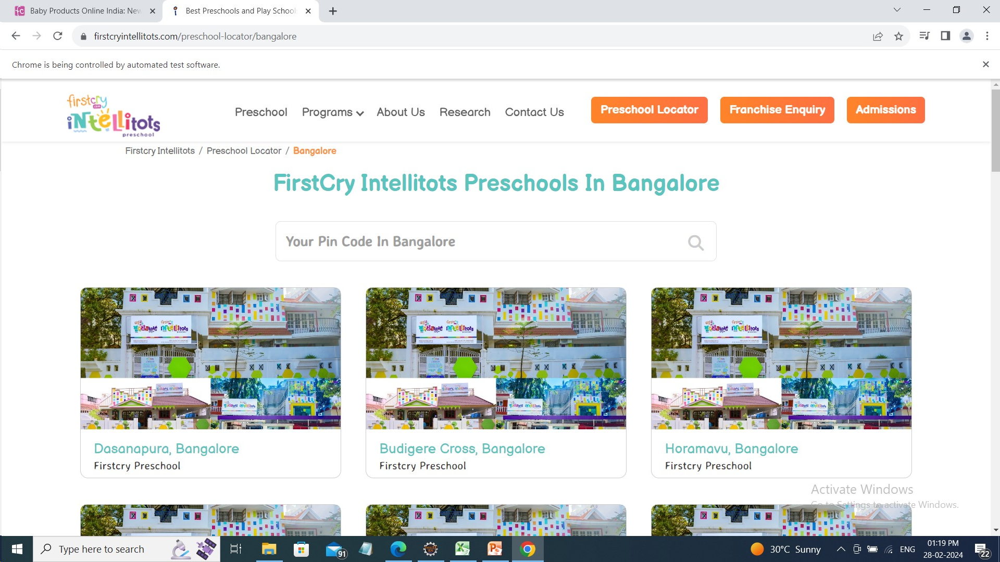 Baby Products Online India: New
Best Preschools and Play School
firstcryintellitots.com/preschool-locator/bangalore
Chrome is being controlled by automated test software.
firstcry
.com
iNtellitots
preschool
Preschool
Programs
About Us
Research
Contact Us
Preschool Locator
Franchise Enquiry
Admissions
Firstcry Intellitots / Preschool Locator / Bangalore
FirstCry Intellitots Preschools In Bangalore
Your Pin Code In Bangalore
Dasanapura, Bangalore
Firstcry Preschool
Budigere Cross, Bangalore
Firstcry Preschool
Horamavu, Bangalore
Firstcry Preschool
Activate Windows
Go to Settings to activate Windows.
Type here to search
91
30°C Sunny
ENG
01:19 PM
28-02-2024
22